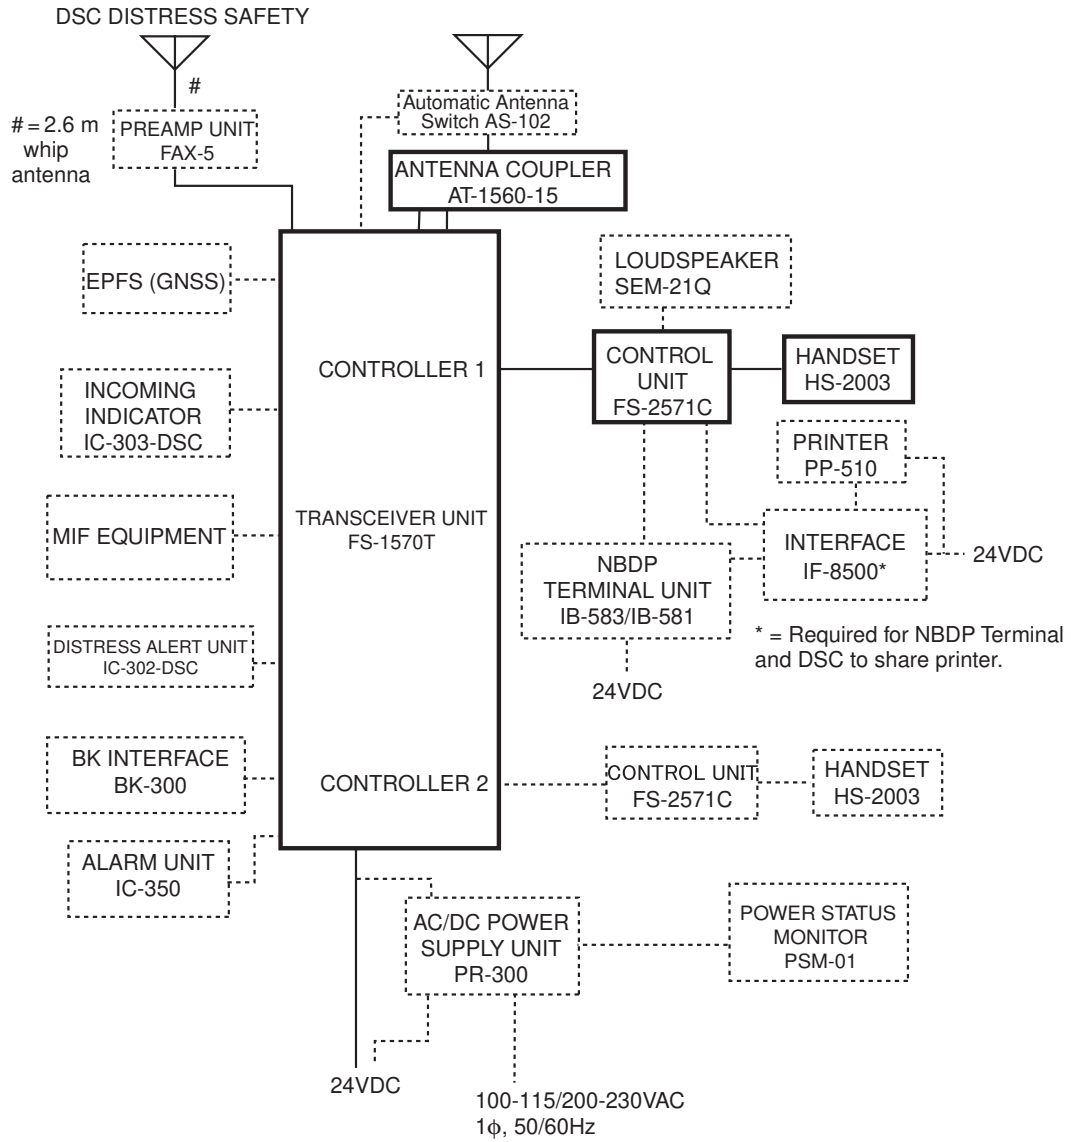 DSC DISTRESS SAFETY
#
# = 2.6 m
whip
antenna
PREAMP UNIT
FAX-5
Automatic Antenna
Switch AS-102
ANTENNA COUPLER
AT-1560-15
EPFS (GNSS)
LOUDSPEAKER
SEM-21Q
CONTROLLER 1
CONTROL
UNIT
FS-2571C
HANDSET
HS-2003
INCOMING
INDICATOR
IC-303-DSC
PRINTER
PP-510
MIF EQUIPMENT
TRANSCEIVER UNIT
FS-1570T
INTERFACE
IF-8500*
24VDC
NBDP
TERMINAL UNIT
IB-583/IB-581
* = Required for NBDP Terminal
and DSC to share printer.
24VDC
DISTRESS ALERT UNIT
IC-302-DSC
BK INTERFACE
BK-300
CONTROLLER 2
CONTROL UNIT
FS-2571C
HANDSET
HS-2003
ALARM UNIT
IC-350
AC/DC POWER
SUPPLY UNIT
PR-300
POWER STATUS
MONITOR
PSM-01
24VDC
100-115/200-230VAC
1ϕ, 50/60Hz